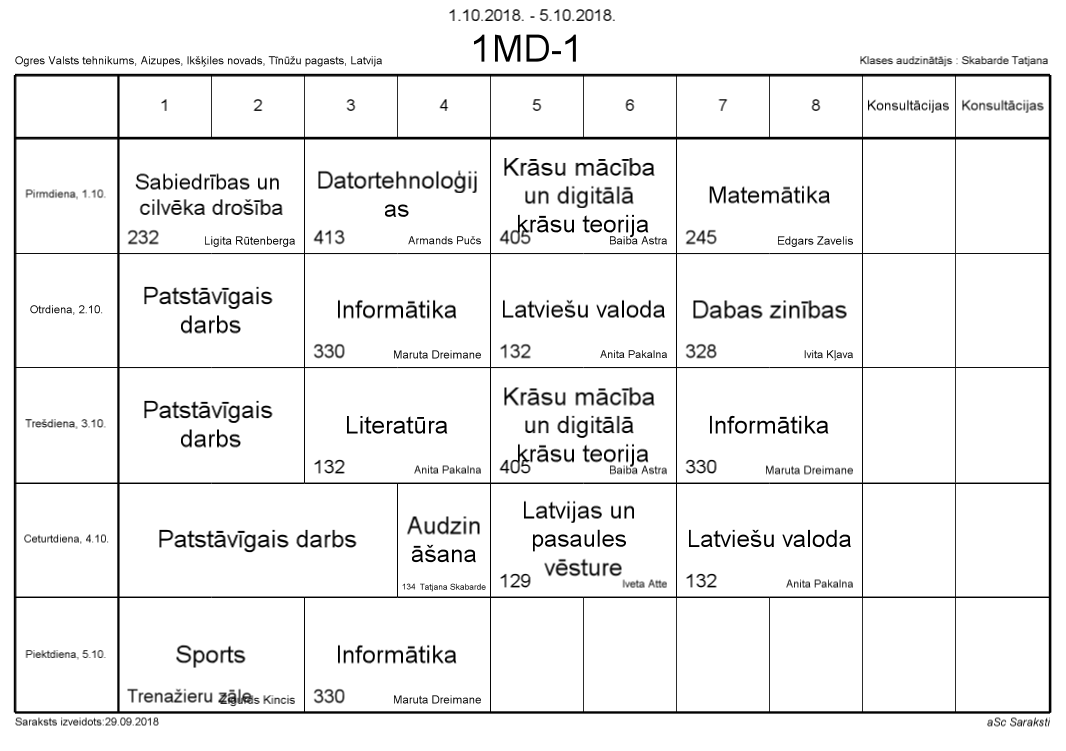 1.10.2018. - 5.10.2018.
1MD-1
Ogres Valsts tehnikums, Aizupes, Ikšķiles novads, Tīnūžu pagasts, Latvija
Klases audzinātājs : Skabarde Tatjana
1 2 3 4 5 6 7 8 Konsultācijas Konsultācijas
Pirmdiena, 1.10.
Sabiedrības un
cilvēka drošība
232 Ligita Rūtenberga
Datortehnoloģij
as
413 Armands Pučs
Krāsu mācība
un digitālā
krāsu teorija
405 Baiba Astra
Matemātika
245 Edgars Zavelis
Otrdiena, 2.10.
Patstāvīgais
darbs
Informātika
330 Maruta Dreimane
Latviešu valoda
132 Anita Pakalna
Dabas zinības
328 Ivita Kļava
Trešdiena, 3.10.
Patstāvīgais
darbs
Literatūra
132 Anita Pakalna
Krāsu mācība
un digitālā
krāsu teorija
405 Baiba Astra
Informātika
330 Maruta Dreimane
Ceturtdiena, 4.10.
Patstāvīgais darbs
Audzin
āšana
134 Tatjana Skabarde
Latvijas un
pasaules
vēsture
129 Iveta Atte
Latviešu valoda
132 Anita Pakalna
Piektdiena, 5.10.
Sports
Trenažieru zāle Zigurds Kincis
Informātika
330 Maruta Dreimane
Saraksts izveidots:29.09.2018
aSc Saraksti